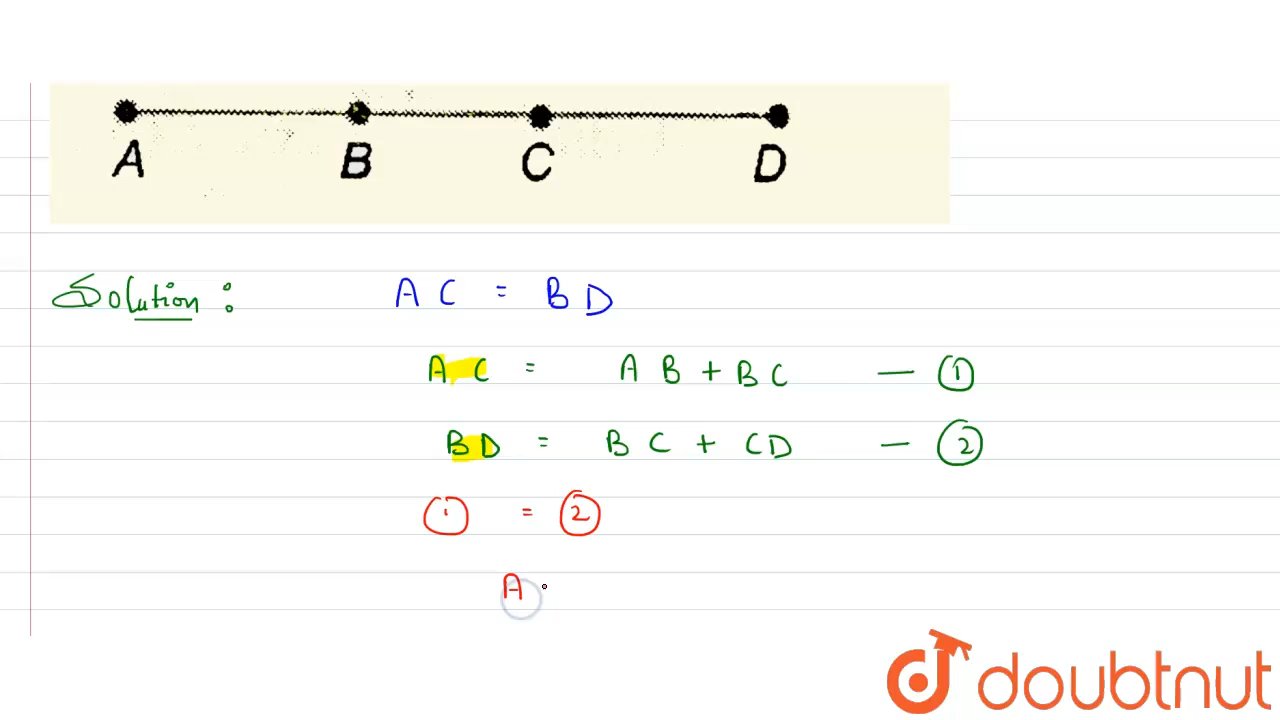 A B C D
Solution : AC = BD
AC = AB + BC — ①
BD = BC + CD — ②
① = ②
A
doubtnut